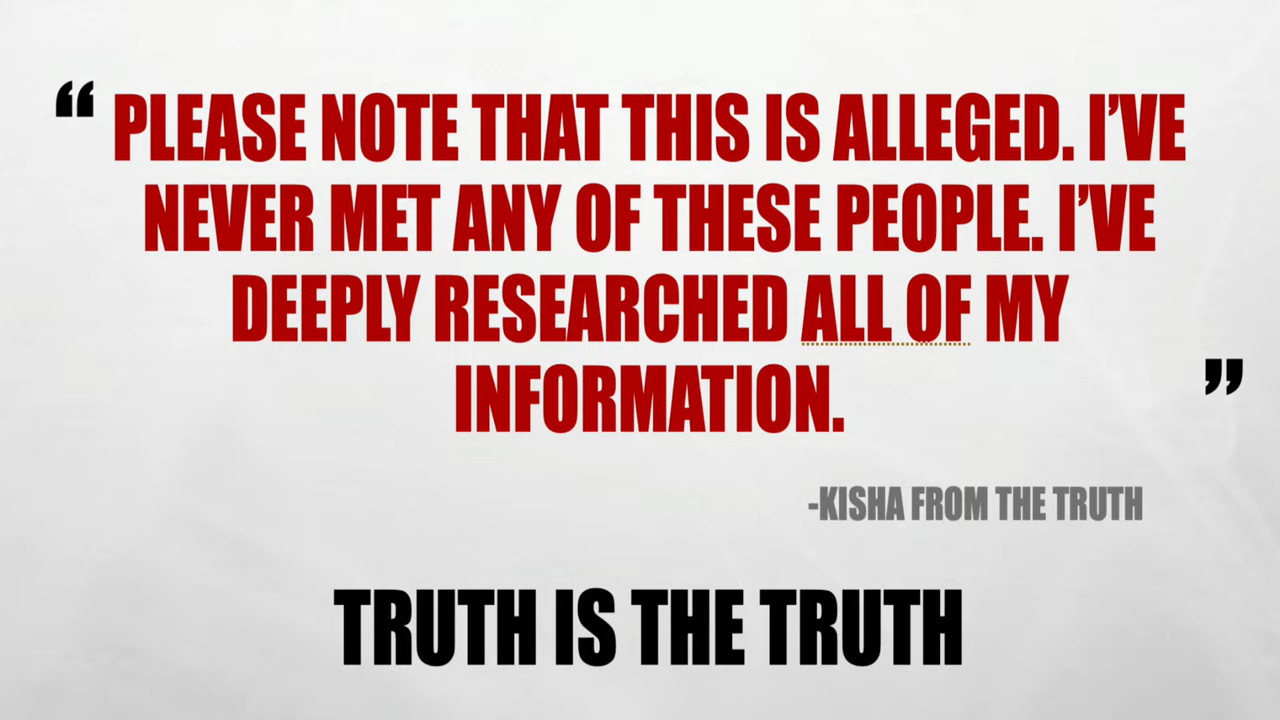 “ PLEASE NOTE THAT THIS IS ALLEGED. I’VE
NEVER MET ANY OF THESE PEOPLE. I’VE
DEEPLY RESEARCHED ALL OF MY
INFORMATION. ”
-KISHA FROM THE TRUTH
TRUTH IS THE TRUTH